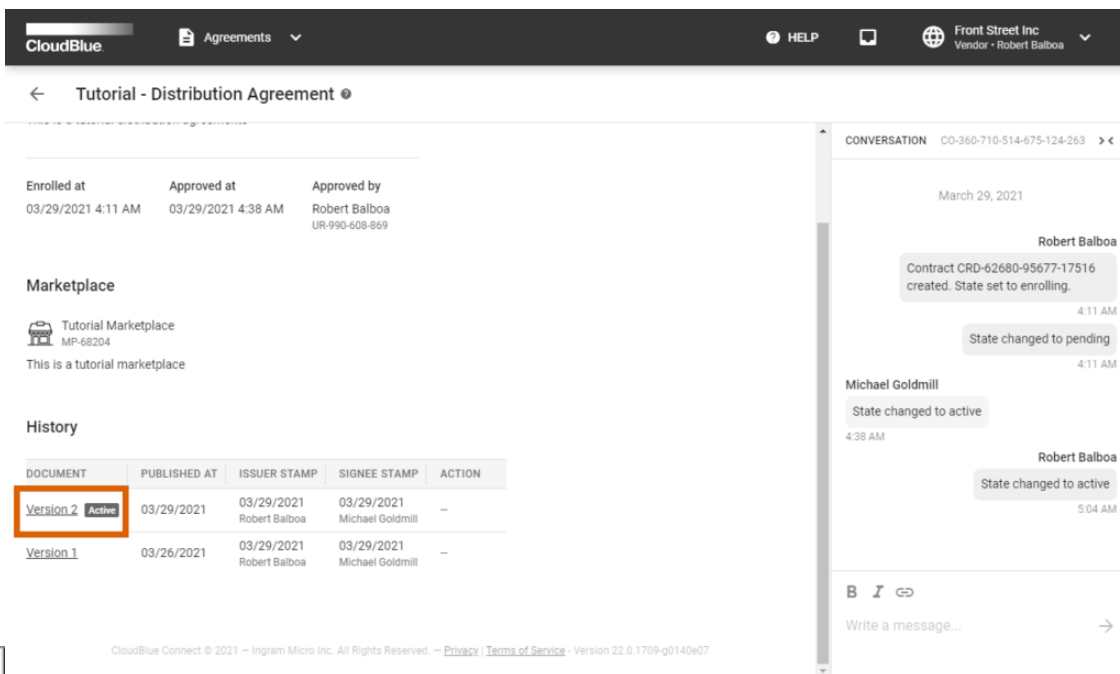 CloudBlue.
Agreements
HELP
Front Street Inc
Vendor • Robert Balboa
Tutorial - Distribution Agreement
Enrolled at
Approved at
Approved by
03/29/2021 4:11 AM
03/29/2021 4:38 AM
Robert Balboa
UR-990-608-869
Marketplace
Tutorial Marketplace
MP-68204
This is a tutorial marketplace
History
DOCUMENT
PUBLISHED AT
ISSUER STAMP
SIGNEE STAMP
ACTION
Version 2 Active
03/29/2021
03/29/2021
Robert Balboa
03/29/2021
Michael Goldmill
–
Version 1
03/26/2021
03/29/2021
Robert Balboa
03/29/2021
Michael Goldmill
–
CloudBlue Connect © 2021 – Ingram Micro Inc. All Rights Reserved. – Privacy | Terms of Service - Version 22.0.1709-g0140e07
CONVERSATION CO-360-710-514-675-124-263
March 29, 2021
Robert Balboa
Contract CRD-62680-95677-17516
created. State set to enrolling.
4:11 AM
State changed to pending
4:11 AM
Michael Goldmill
State changed to active
4:38 AM
Robert Balboa
State changed to active
5:04 AM
B I
Write a message...